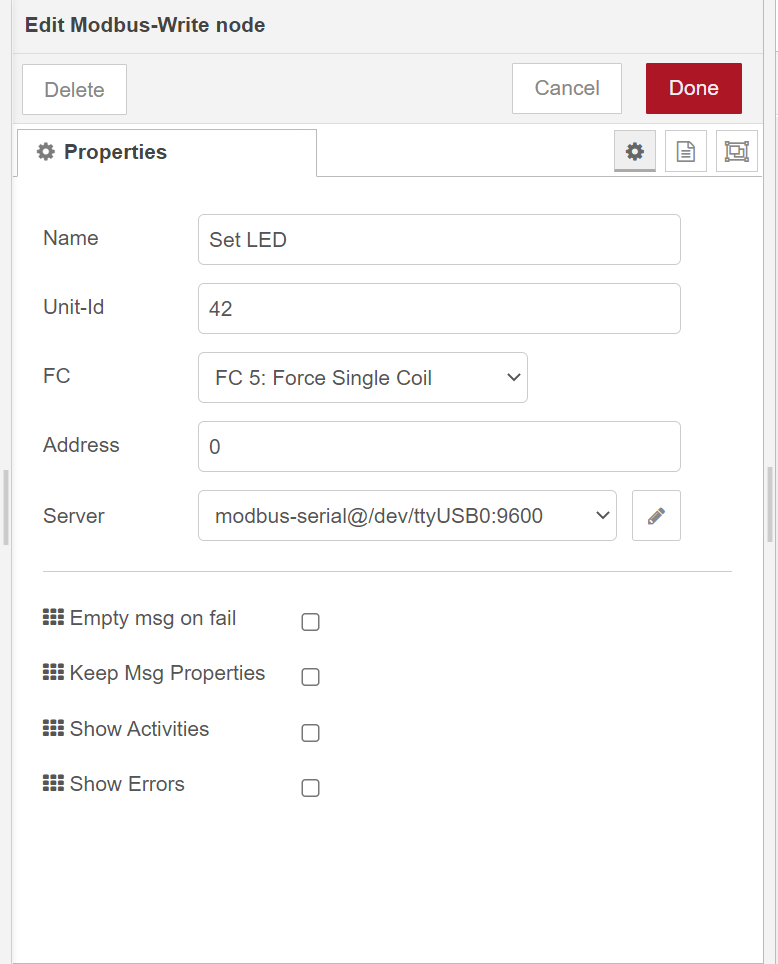 Edit Modbus-Write node
Delete
Cancel
Done
Properties
Name
Set LED
Unit-Id
42
FC
FC 5: Force Single Coil
Address
0
Server
modbus-serial@/dev/ttyUSB0:9600
Empty msg on fail
Keep Msg Properties
Show Activities
Show Errors